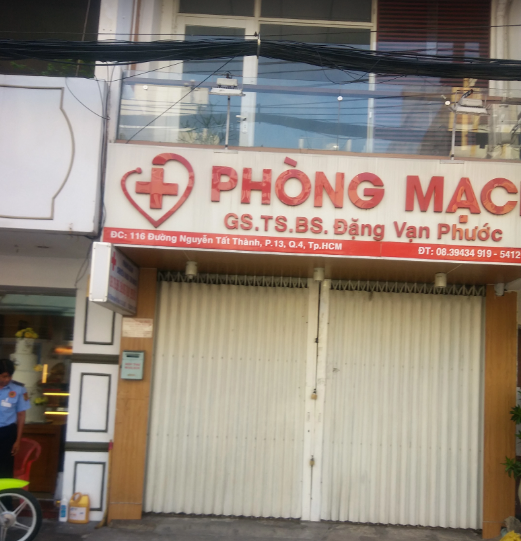 PHÒNG MẠC
GS.TS.BS. Đặng Vạn Phước
ĐC: 116 Đường Nguyễn Tất Thành, P.13, Q.4, Tp.HCM
ĐT: 08.39434 919 - 5412